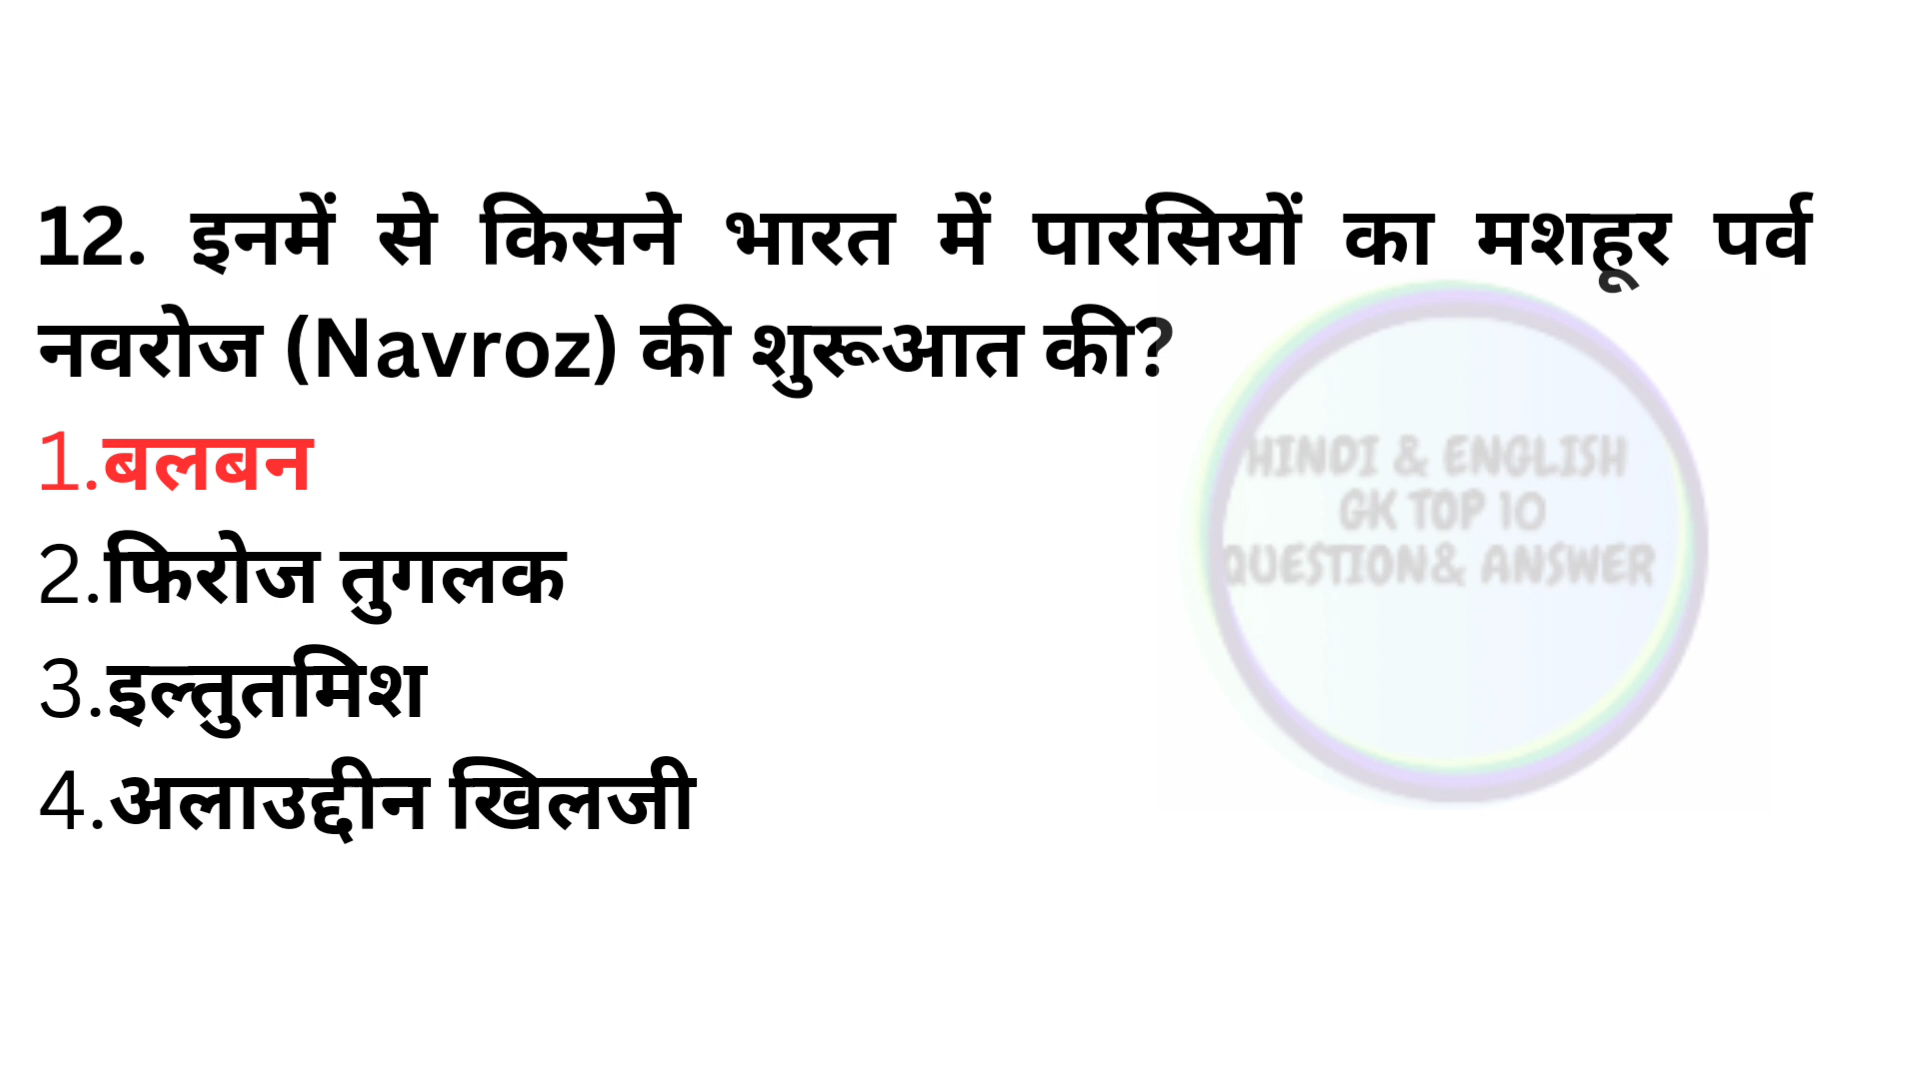 12. इनमें से किसने भारत में पारसियों का मशहूर पर्व
नवरोज (Navroz) की शुरूआत की?
1.बलबन
2.फिरोज तुगलक
3.इल्तुतमिश
4.अलाउद्दीन खिलजी
HINDI & ENGLISH
GK TOP 10
QUESTION& ANSWER